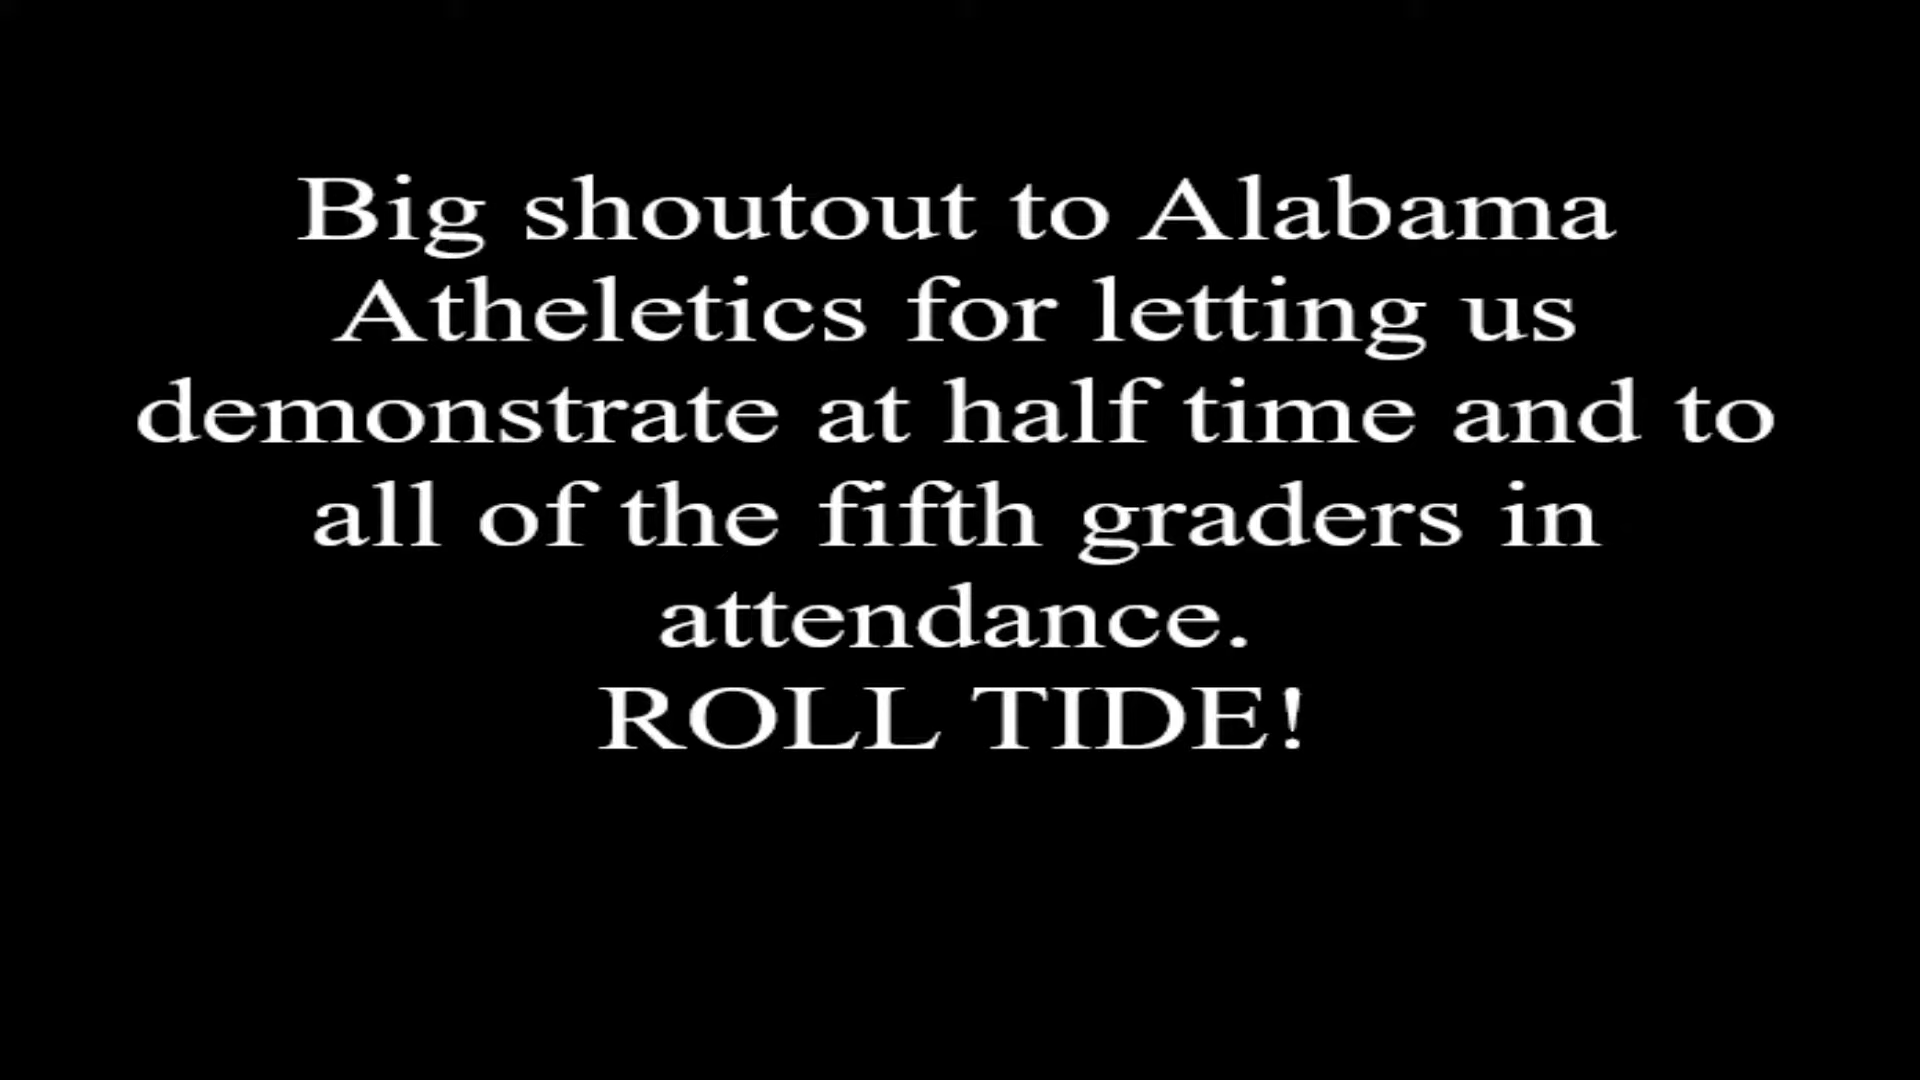 Big shoutout to Alabama
Atheletics for letting us
demonstrate at half time and to
all of the fifth graders in
attendance.
ROLL TIDE!